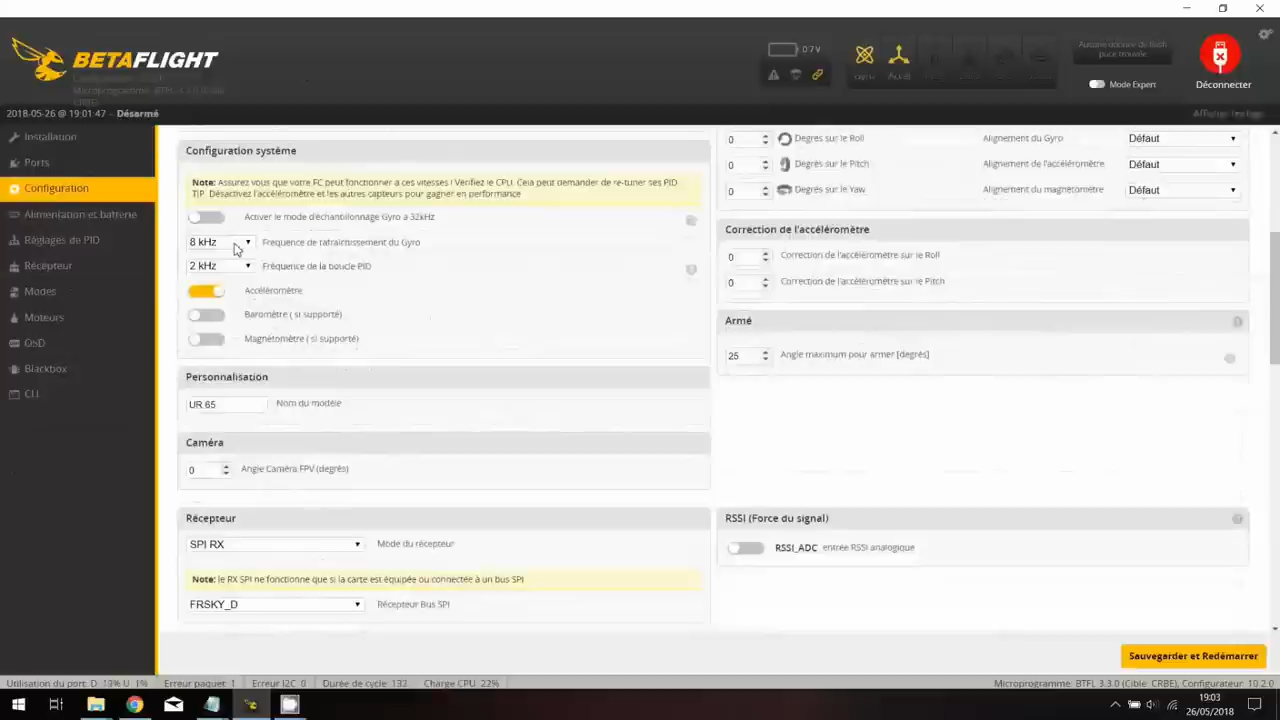 BETAFLIGHT
0.7 V
Mode Expert
Déconnecter
2018-05-26 @ 19:01:47 - Désarmé
Installation
Ports
Configuration
Alimentation et batterie
Réglages de PID
Récepteur
Modes
Moteurs
OSD
Blackbox
CLI
Configuration système
Note: Assurez vous que votre FC peut fonctionner a ces vitesses ! Vérifiez le CPU. Cela peut demander de re-tuner ses PID
TIP. Désactivez l'accéléromètre et les autres capteurs pour gagner en performance
Activer le mode d'échantillonnage Gyro a 32kHz
8 kHz Fréquence de rafraichissement du Gyro
2 kHz Fréquence de la boucle PID
Accéléromètre
Baromètre ( si supporté)
Magnétomètre ( si supporté)
Personnalisation
UR 65 Nom du modèle
Caméra
0 Angle Caméra FPV (degrés)
Récepteur
SPI RX Mode du récepteur
Note: le RX SPI ne fonctionne que si la carte est équipée ou connectée à un bus SPI
FRSKY_D Récepteur Bus SPI
0 Degrés sur le Roll Alignement du Gyro Défaut
0 Degrés sur le Pitch Alignement de l'accéléromètre Défaut
0 Degrés sur le Yaw Alignement du magnétomètre Défaut
Correction de l'accéléromètre
0 Correction de l'accéléromètre sur le Roll
0 Correction de l'accéléromètre sur le Pitch
Armé
25 Angle maximum pour armer [degrés]
RSSI (Force du signal)
RSSI_ADC entrée RSSI analogique
Sauvegarder et Redémarrer
Utilisation du port: D: 19% U: 1% Erreur paquet: 1 Erreur I2C: 0 Durée de cycle: 132 Charge CPU: 22% Microprogramme: BTFL 3.3.0 (Cible: CRBE), Configurateur: 10.2.0
19:03
26/05/2018